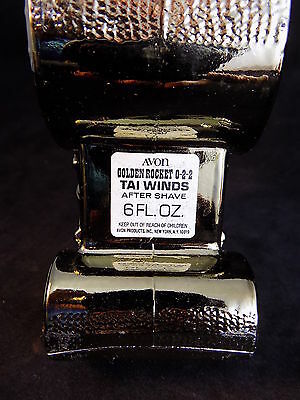 AVON
GOLDEN ROCKET 0-2-2
TAI WINDS
AFTER SHAVE
6 FL. OZ.
KEEP OUT OF REACH OF CHILDREN
AVON PRODUCTS, INC., NEW YORK, N.Y. 10019